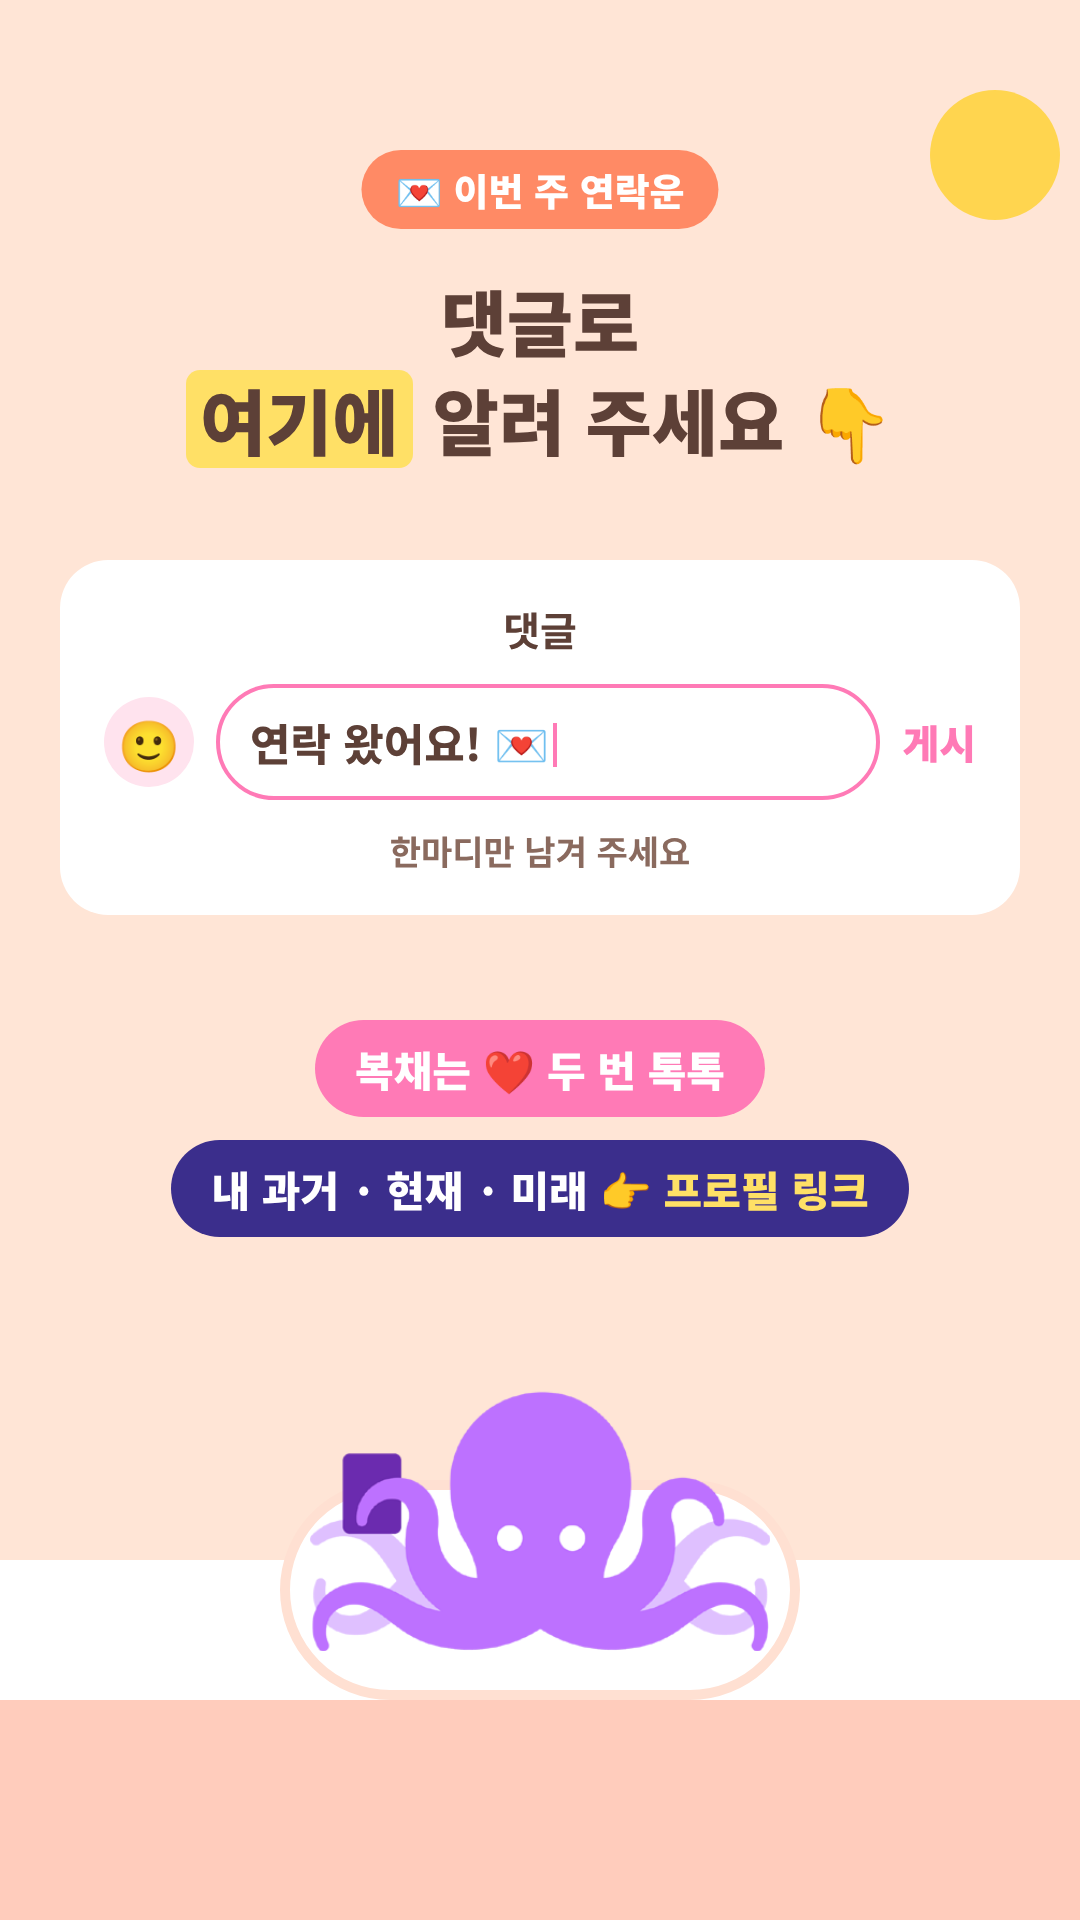 💌 이번 주 연락운
댓글로
여기에 알려 주세요 👇
댓글
🙂 연락 왔어요! 💌 게시
한마디만 남겨 주세요
복채는 ❤️ 두 번 톡톡
내 과거 · 현재 · 미래 👉 프로필 링크